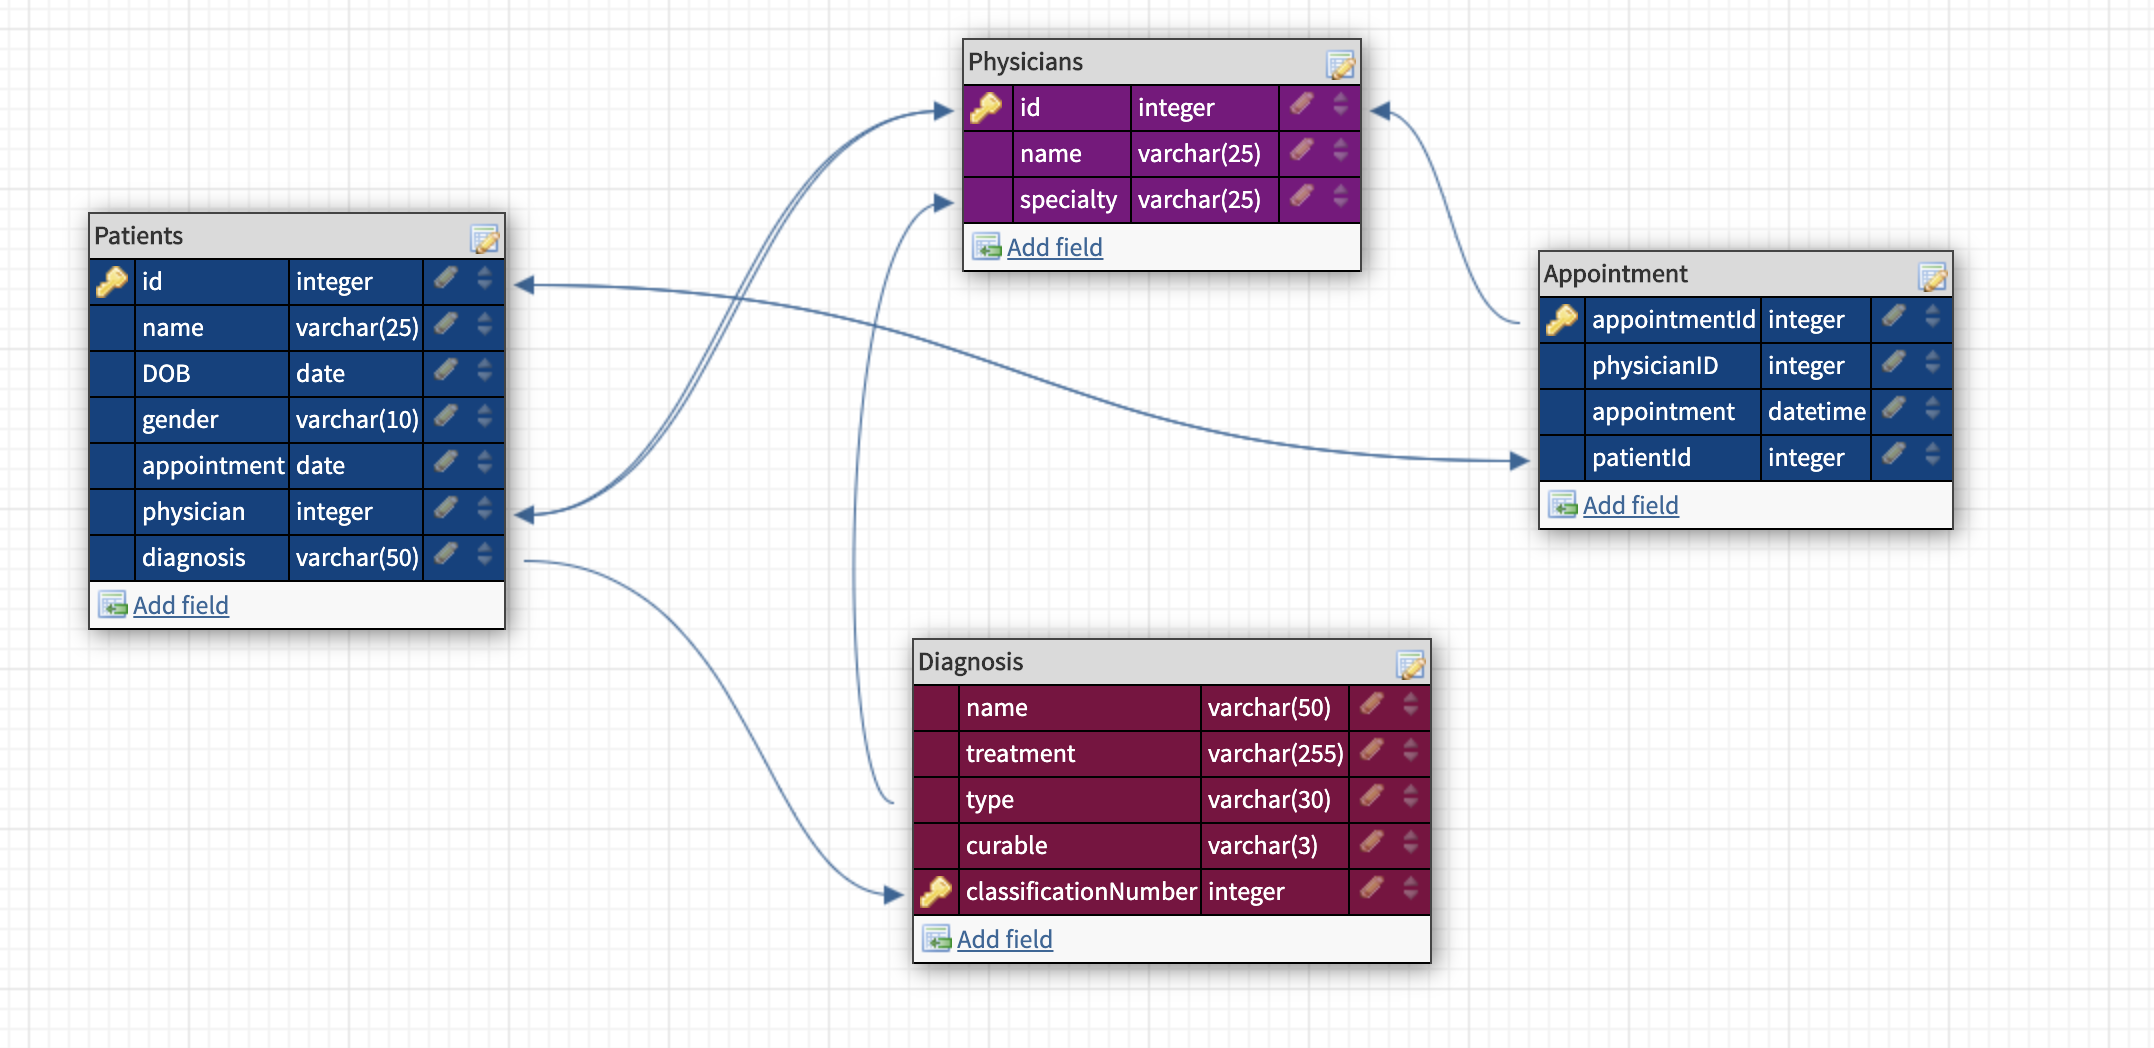 Physicians
id integer
name varchar(25)
specialty varchar(25)
Add field
Patients
id integer
name varchar(25)
DOB date
gender varchar(10)
appointment date
physician integer
diagnosis varchar(50)
Add field
Appointment
appointmentId integer
physicianID integer
appointment datetime
patientId integer
Add field
Diagnosis
name varchar(50)
treatment varchar(255)
type varchar(30)
curable varchar(3)
classificationNumber integer
Add field